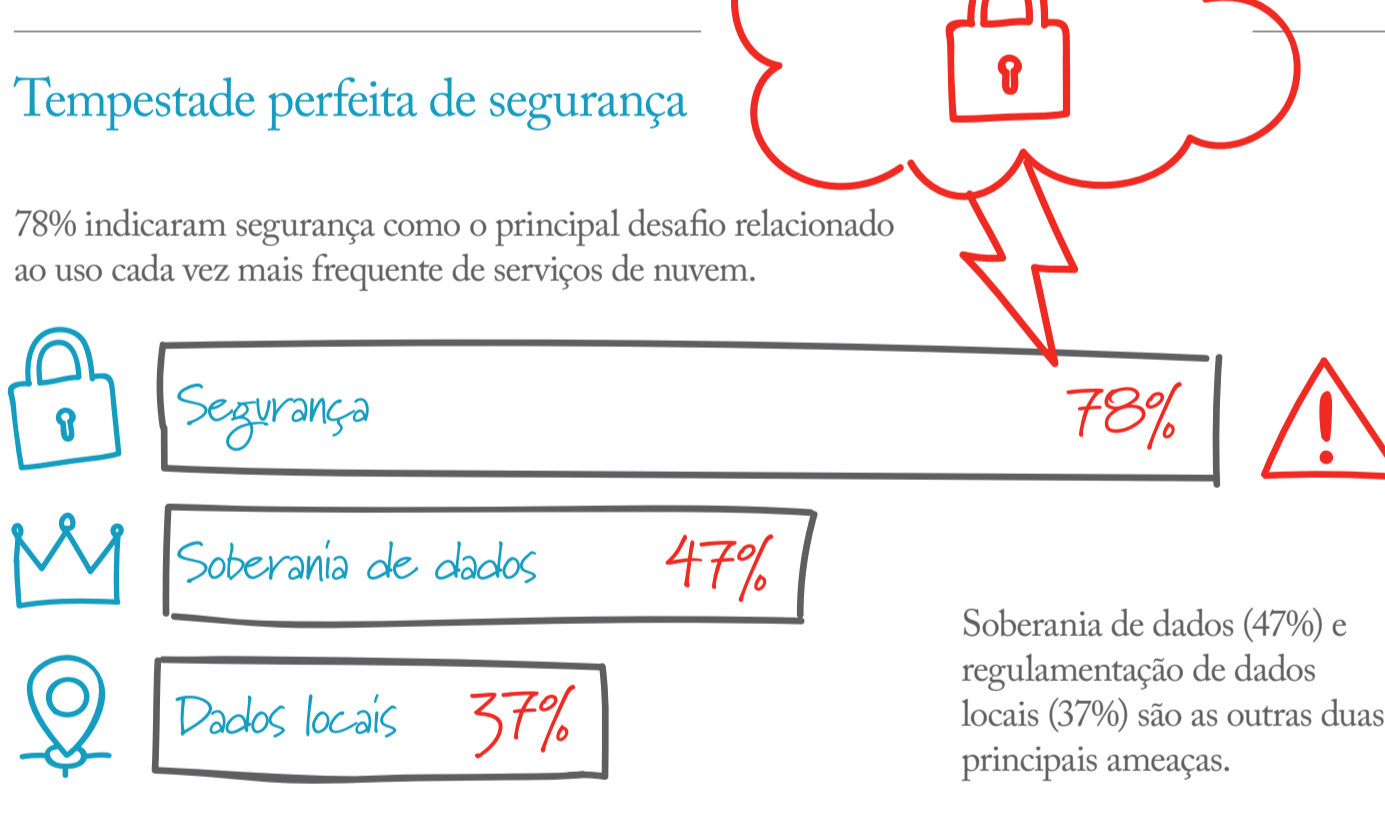 Tempestade perfeita de segurança
78% indicaram segurança como o principal desafio relacionado
ao uso cada vez mais frequente de serviços de nuvem.
Segurança 78%
Soberania de dados 47%
Dados locais 37%
Soberania de dados (47%) e
regulamentação de dados
locais (37%) são as outras duas
principais ameaças.